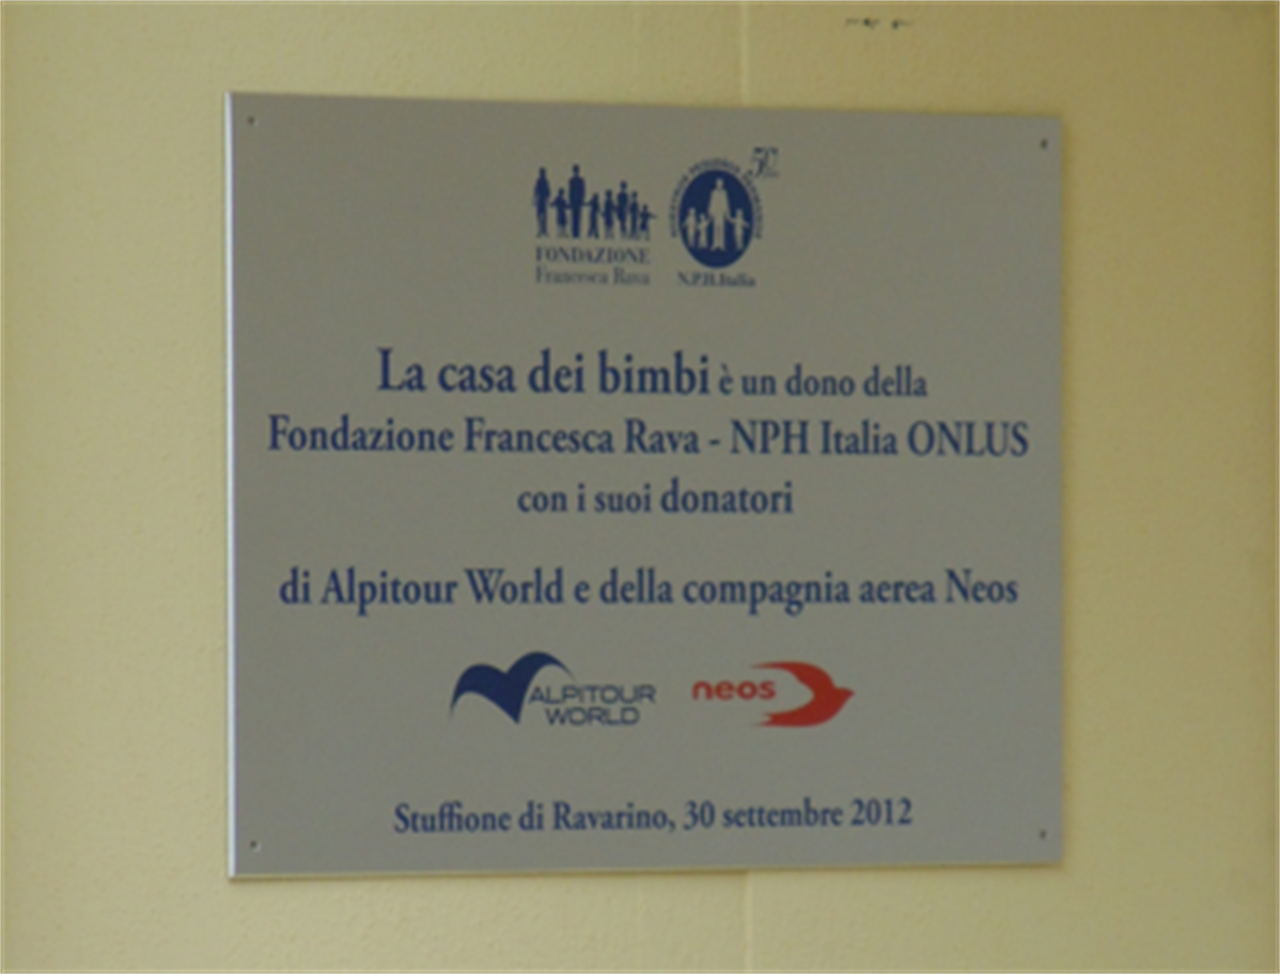 50
FONDAZIONE
Francesca Rava
N.P.H. Italia
La casa dei bimbi è un dono della
Fondazione Francesca Rava - NPH Italia ONLUS
con i suoi donatori
di Alpitour World e della compagnia aerea Neos
ALPITOUR
WORLD
neos
Stuffione di Ravarino, 30 settembre 2012